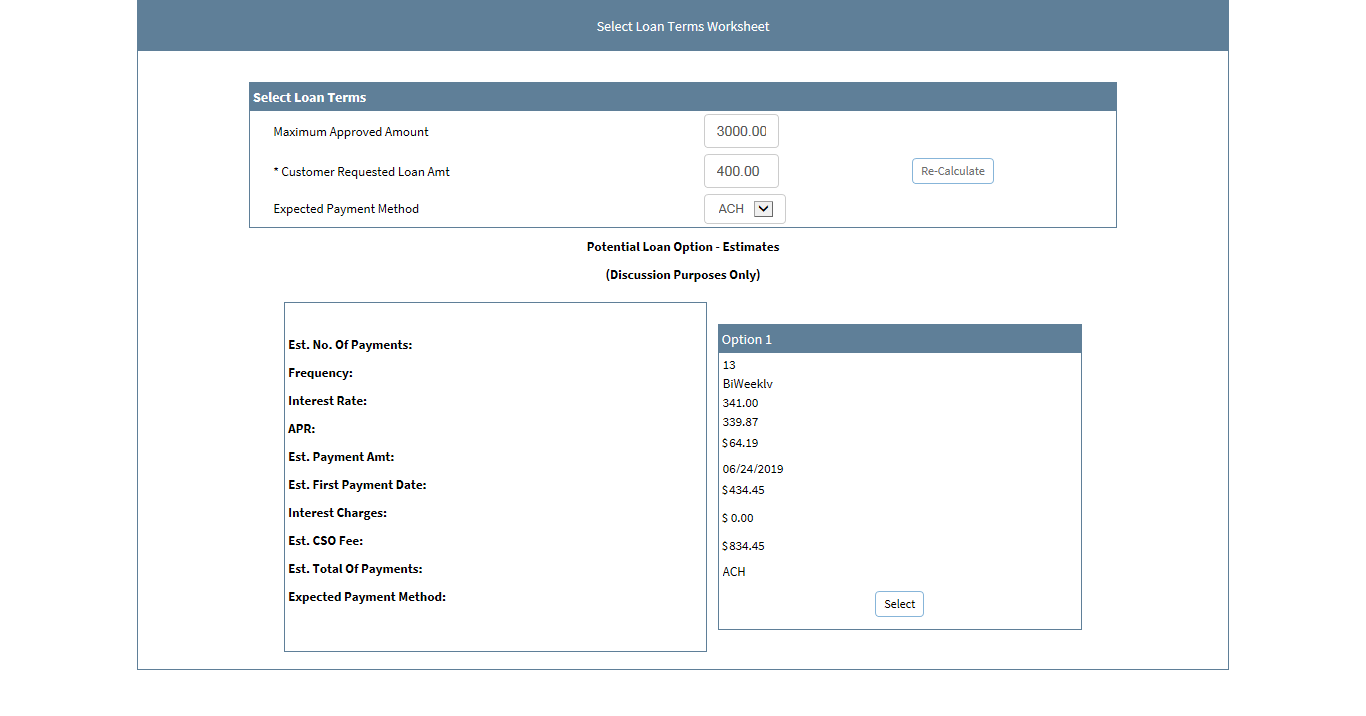 Select Loan Terms Worksheet
Select Loan Terms
Maximum Approved Amount 3000.00
* Customer Requested Loan Amt 400.00 Re-Calculate
Expected Payment Method ACH
Potential Loan Option - Estimates
(Discussion Purposes Only)
Est. No. Of Payments:
Frequency:
Interest Rate:
APR:
Est. Payment Amt:
Est. First Payment Date:
Interest Charges:
Est. CSO Fee:
Est. Total Of Payments:
Expected Payment Method:
Option 1
13
BiWeekly
341.00
339.87
$64.19
06/24/2019
$434.45
$ 0.00
$834.45
ACH
Select